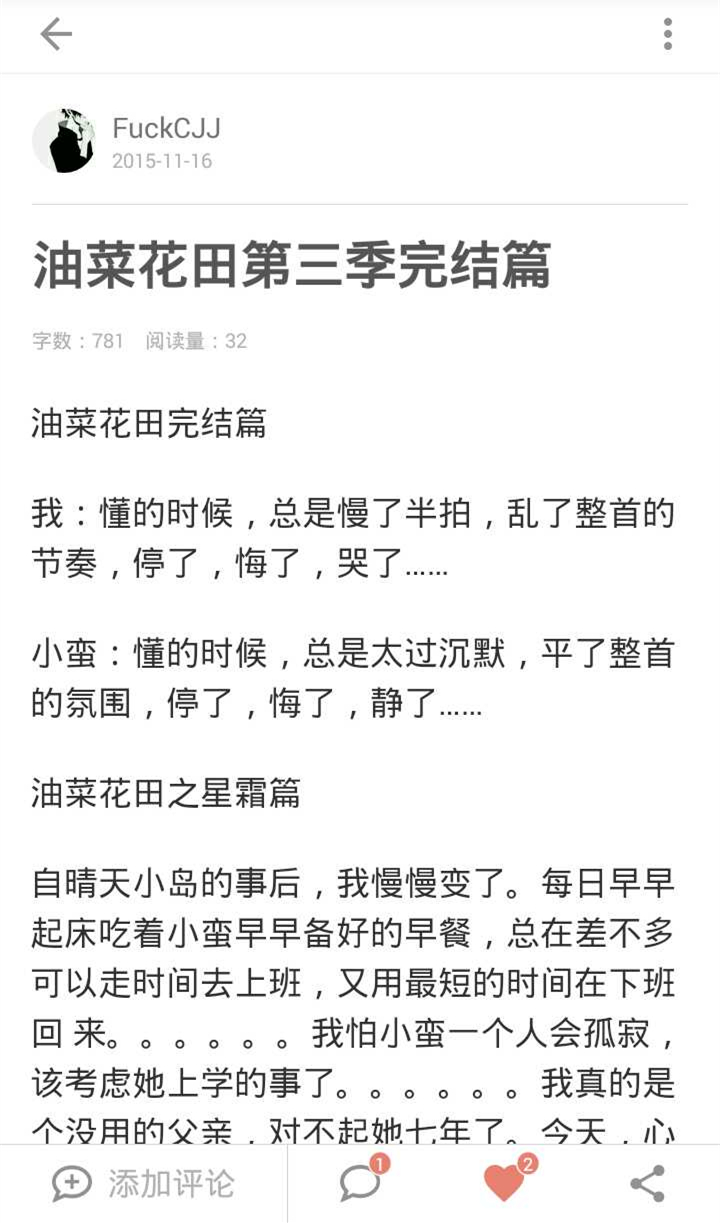 FuckCJJ
2015-11-16
油菜花田第三季完结篇
字数：781 阅读量：32
油菜花田完结篇
我：懂的时候，总是慢了半拍，乱了整首的
节奏，停了，悔了，哭了……
小蛮：懂的时候，总是太过沉默，平了整首
的氛围，停了，悔了，静了……
油菜花田之星霜篇
自晴天小岛的事后，我慢慢变了。每日早早
起床吃着小蛮早早备好的早餐，总在差不多
可以走时间去上班，又用最短的时间在下班
回 来。。。。。。我怕小蛮一个人会孤寂，
该考虑她上学的事了。。。。。。我真的是
个没用的父亲，对不起她七年了。今天，心
添加评论
1
2